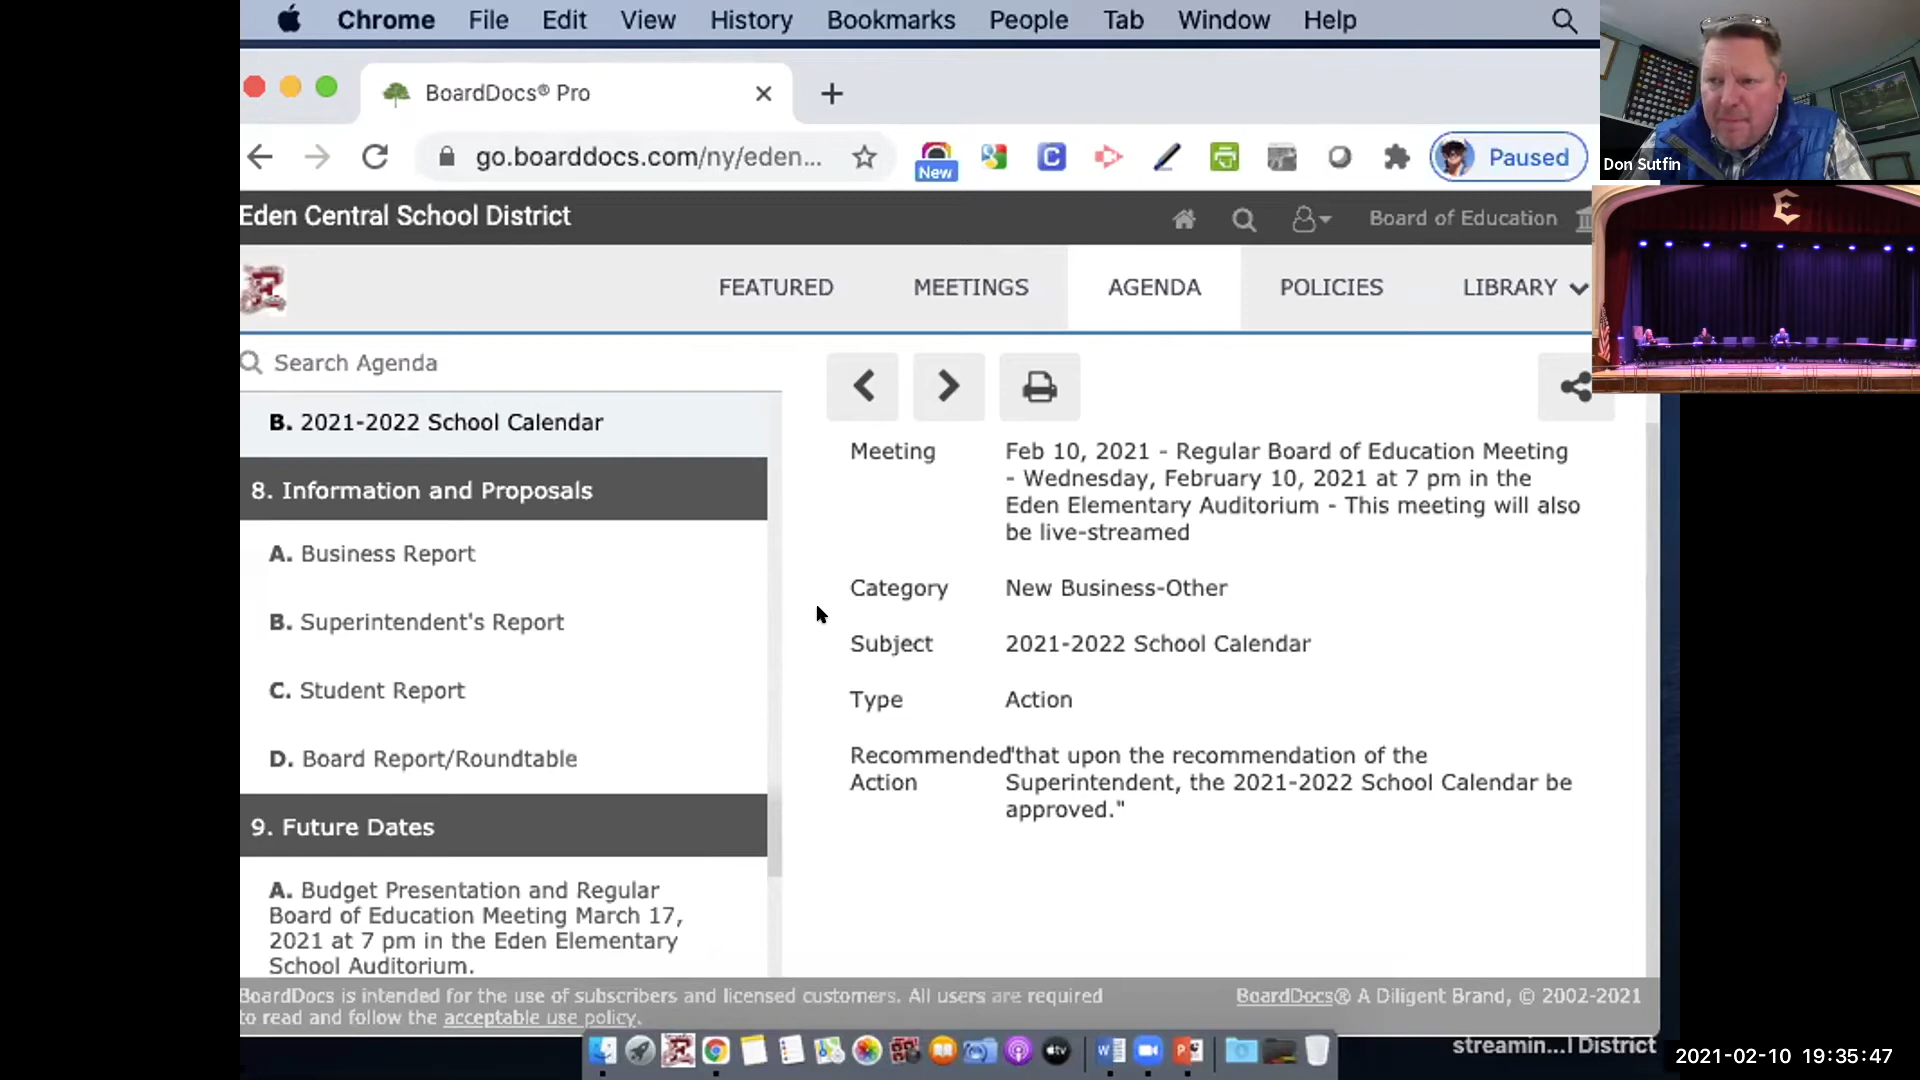 Chrome File Edit View History Bookmarks People Tab Window Help
BoardDocs® Pro
go.boarddocs.com/ny/eden...
New
Paused
Eden Central School District
Board of Education
FEATURED MEETINGS AGENDA POLICIES LIBRARY
Search Agenda
B. 2021-2022 School Calendar
8. Information and Proposals
A. Business Report
B. Superintendent's Report
C. Student Report
D. Board Report/Roundtable
9. Future Dates
A. Budget Presentation and Regular
Board of Education Meeting March 17,
2021 at 7 pm in the Eden Elementary
School Auditorium.
Meeting
Feb 10, 2021 - Regular Board of Education Meeting
- Wednesday, February 10, 2021 at 7 pm in the
Eden Elementary Auditorium - This meeting will also
be live-streamed
Category
New Business-Other
Subject
2021-2022 School Calendar
Type
Action
Recommended
Action
"that upon the recommendation of the
Superintendent, the 2021-2022 School Calendar be
approved."
BoardDocs is intended for the use of subscribers and licensed customers. All users are required
to read and follow the acceptable use policy.
BoardDocs® A Diligent Brand, © 2002-2021
streamin...l District
Don Sutfin
E
2021-02-10 19:35:47